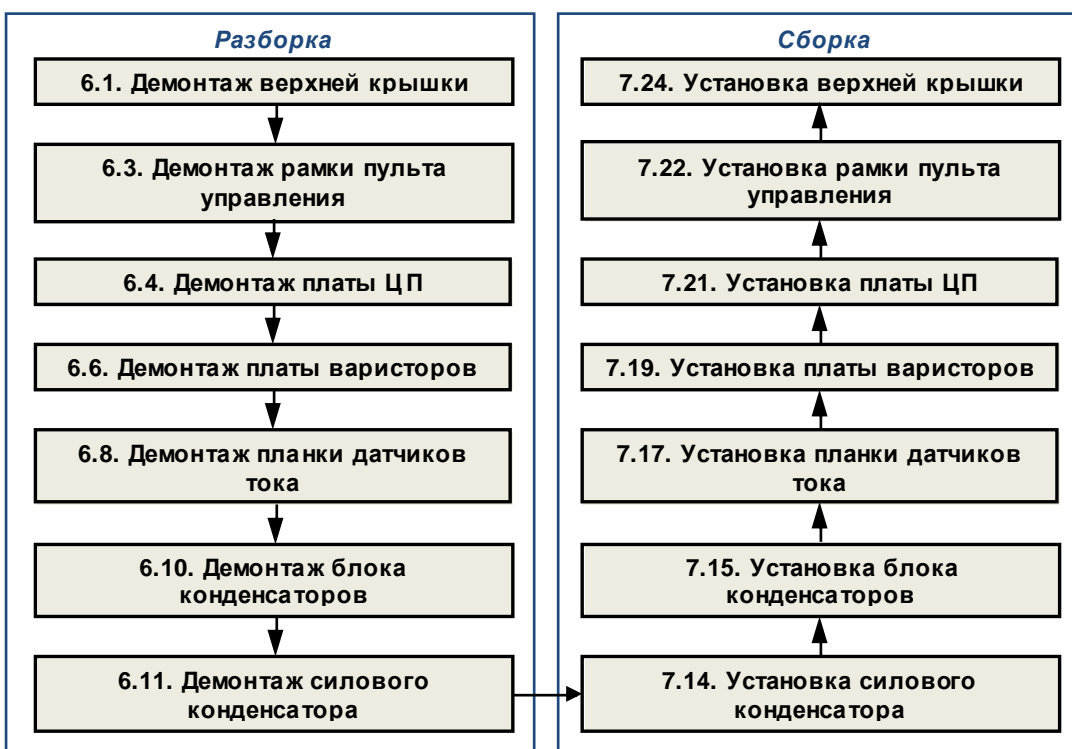 Разборка
6.1. Демонтаж верхней крышки
6.3. Демонтаж рамки пульта
управления
6.4. Демонтаж платы ЦП
6.6. Демонтаж платы варисторов
6.8. Демонтаж планки датчиков
тока
6.10. Демонтаж блока
конденсаторов
6.11. Демонтаж силового
конденсатора
Сборка
7.24. Установка верхней крышки
7.22. Установка рамки пульта
управления
7.21. Установка платы ЦП
7.19. Установка платы варисторов
7.17. Установка планки датчиков
тока
7.15. Установка блока
конденсаторов
7.14. Установка силового
конденсатора